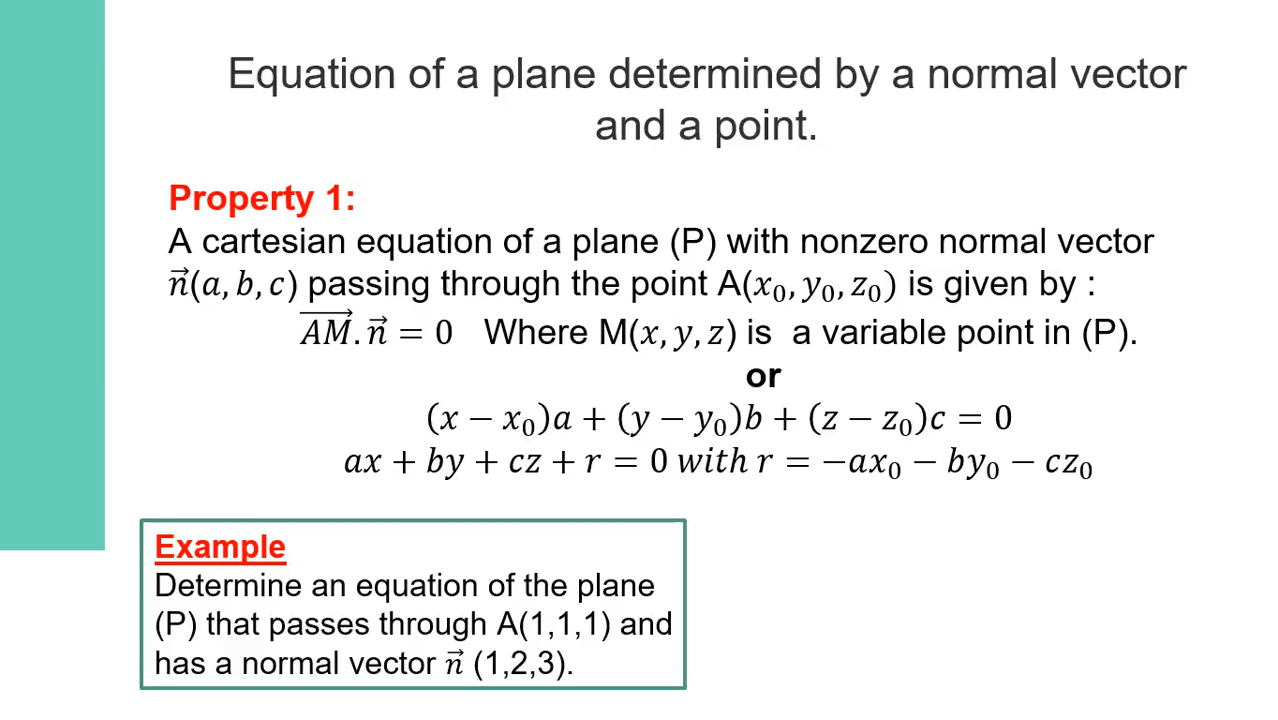 Equation of a plane determined by a normal vector
and a point.
Property 1:
A cartesian equation of a plane (P) with nonzero normal vector
n⃗(a, b, c) passing through the point A(x₀, y₀, z₀) is given by :
AM⃗. n⃗ = 0 Where M(x, y, z) is a variable point in (P).
or
(x − x₀)a + (y − y₀)b + (z − z₀)c = 0
ax + by + cz + r = 0 with r = −ax₀ − by₀ − cz₀
Example
Determine an equation of the plane
(P) that passes through A(1,1,1) and
has a normal vector n⃗ (1,2,3).